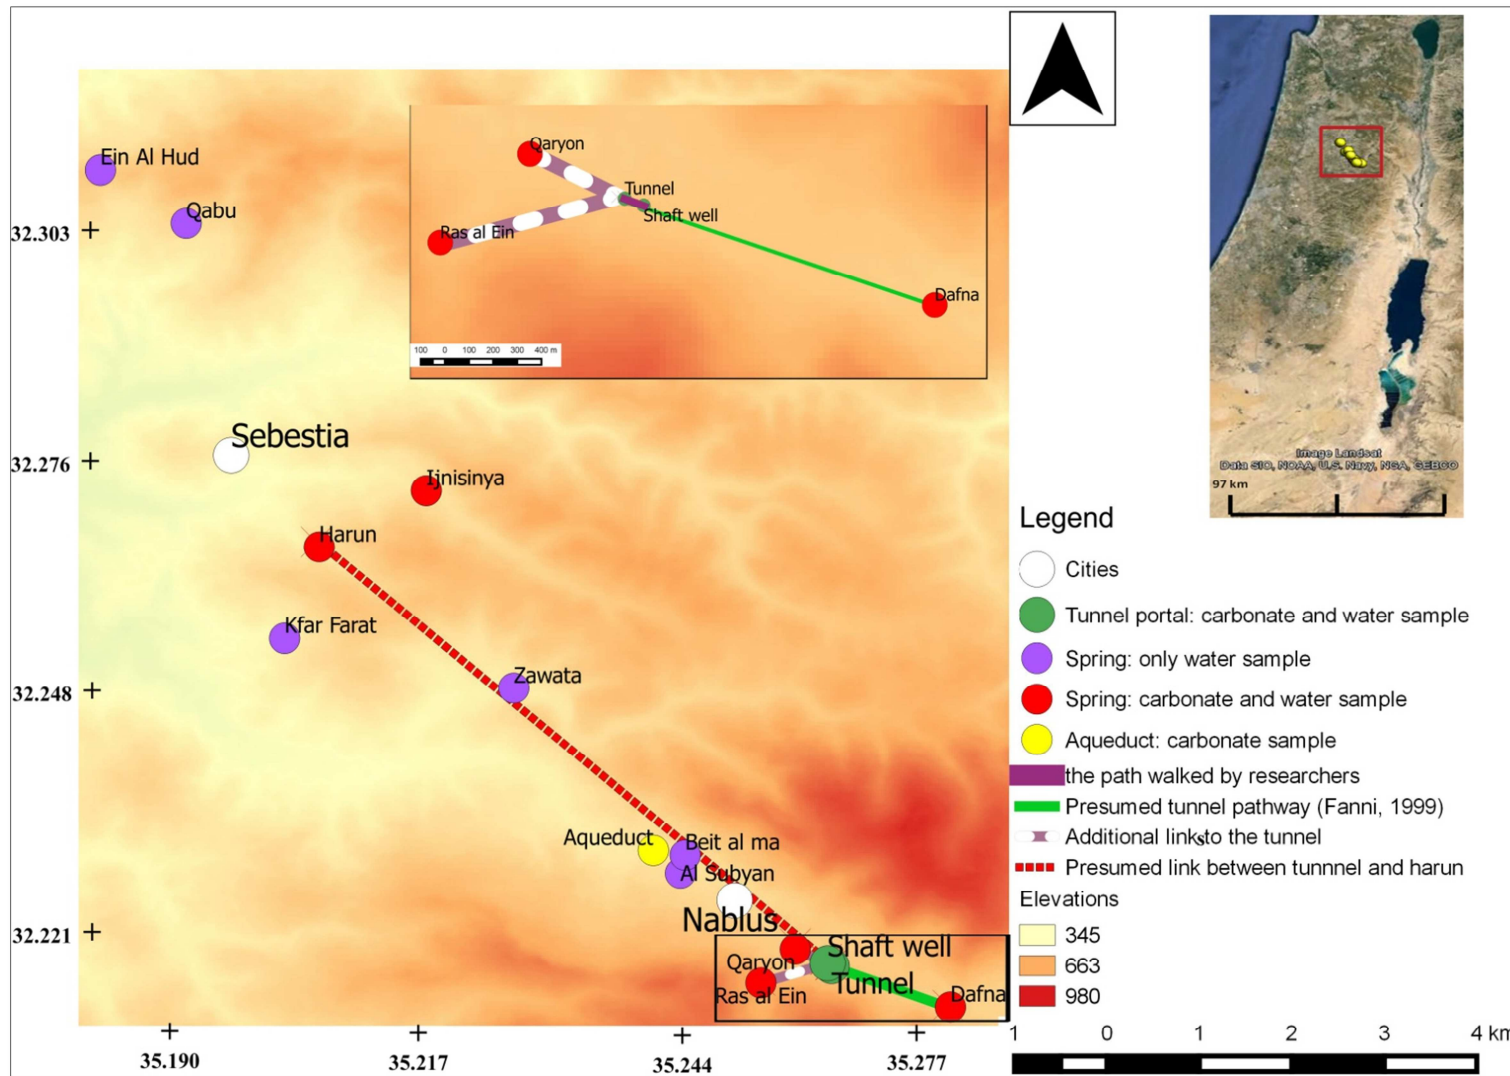 Ein Al Hud
Qabu
Qaryon
Tunnel
Shaft well
Ras al Ein
Dafna
100 0 100 200 300 400 m
32.303
Sebestia
32.276
Ijnisinya
Harun
Kfar Farat
Zawata
32.248
Aqueduct
Beit al ma
Al Subyan
Nablus
32.221
Shaft well
Qaryon
Tunnel
Ras al Ein
Dafna
35.190
35.217
35.244
35.277
Image Landsat
Data SIO, NOAA, U.S. Navy, NGA, GEBCO
97 km
Legend
Cities
Tunnel portal: carbonate and water sample
Spring: only water sample
Spring: carbonate and water sample
Aqueduct: carbonate sample
the path walked by researchers
Presumed tunnel pathway (Fanni, 1999)
Additional links to the tunnel
Presumed link between tunnnel and harun
Elevations
345
663
980
1 0 1 2 3 4 km